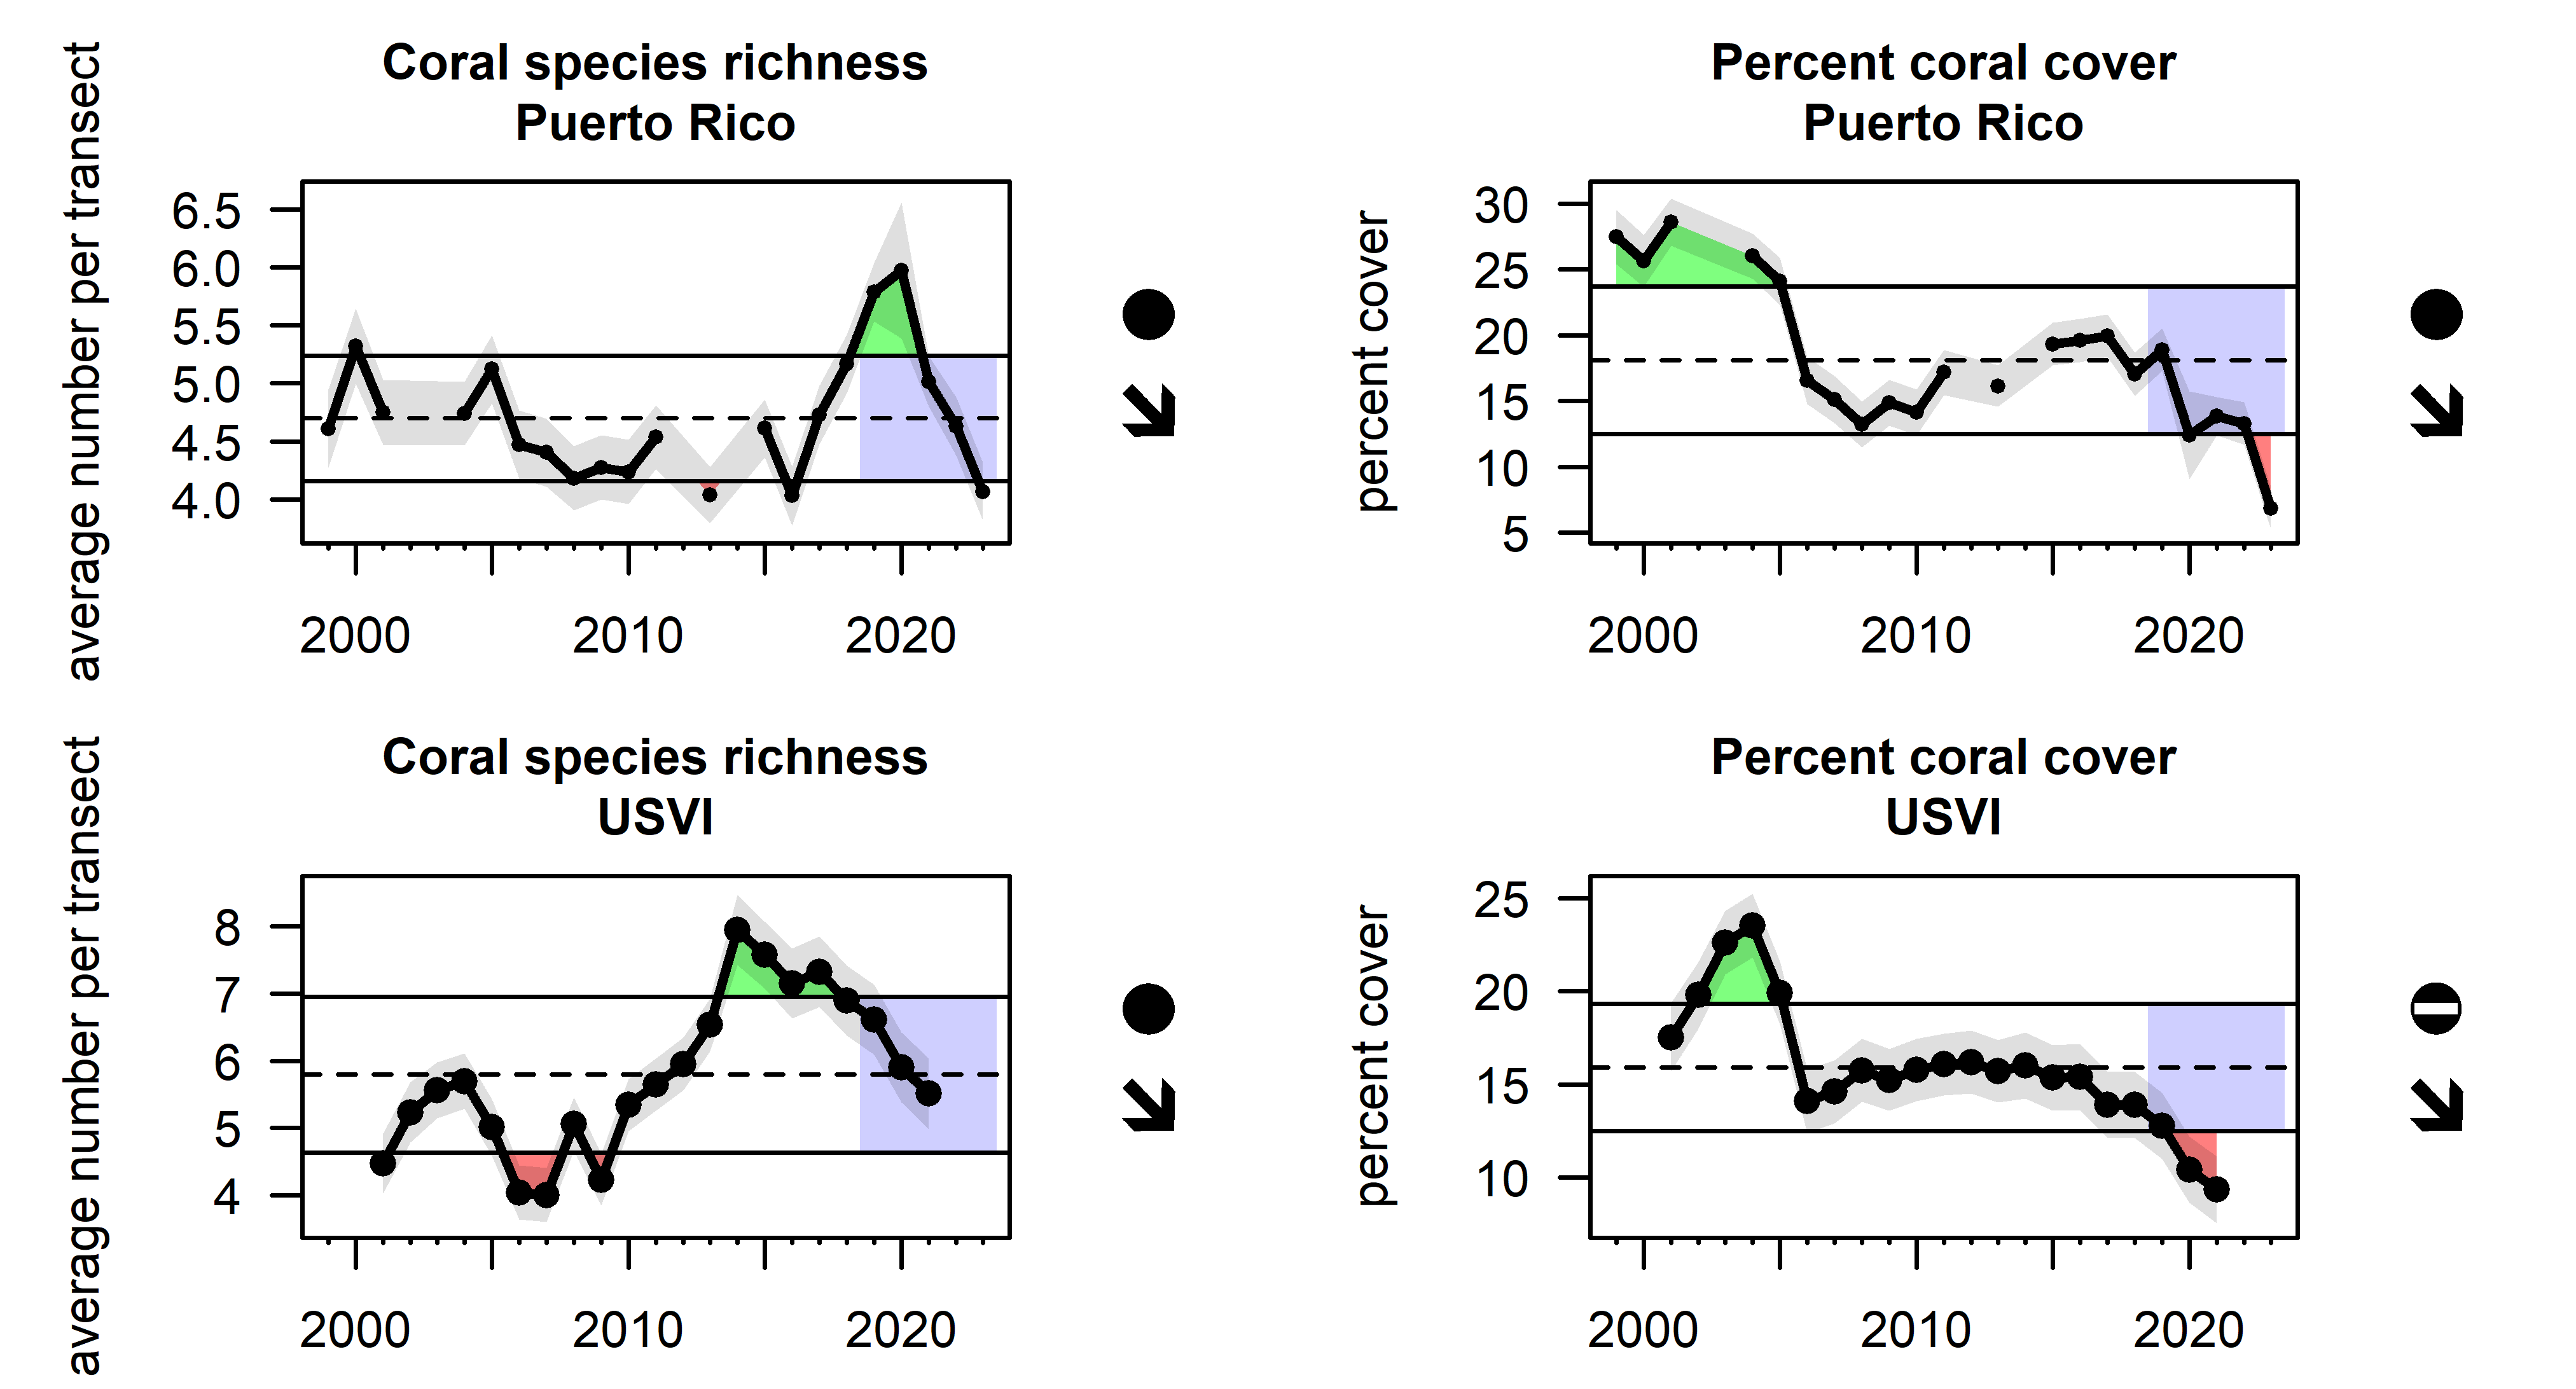 Coral species richness
Puerto Rico
average number per transect
6.5
6.0
5.5
5.0
4.5
4.0
2000 2010 2020
Percent coral cover
Puerto Rico
percent cover
30
25
20
15
10
5
2000 2010 2020
Coral species richness
USVI
average number per transect
8
7
6
5
4
2000 2010 2020
Percent coral cover
USVI
percent cover
25
20
15
10
2000 2010 2020